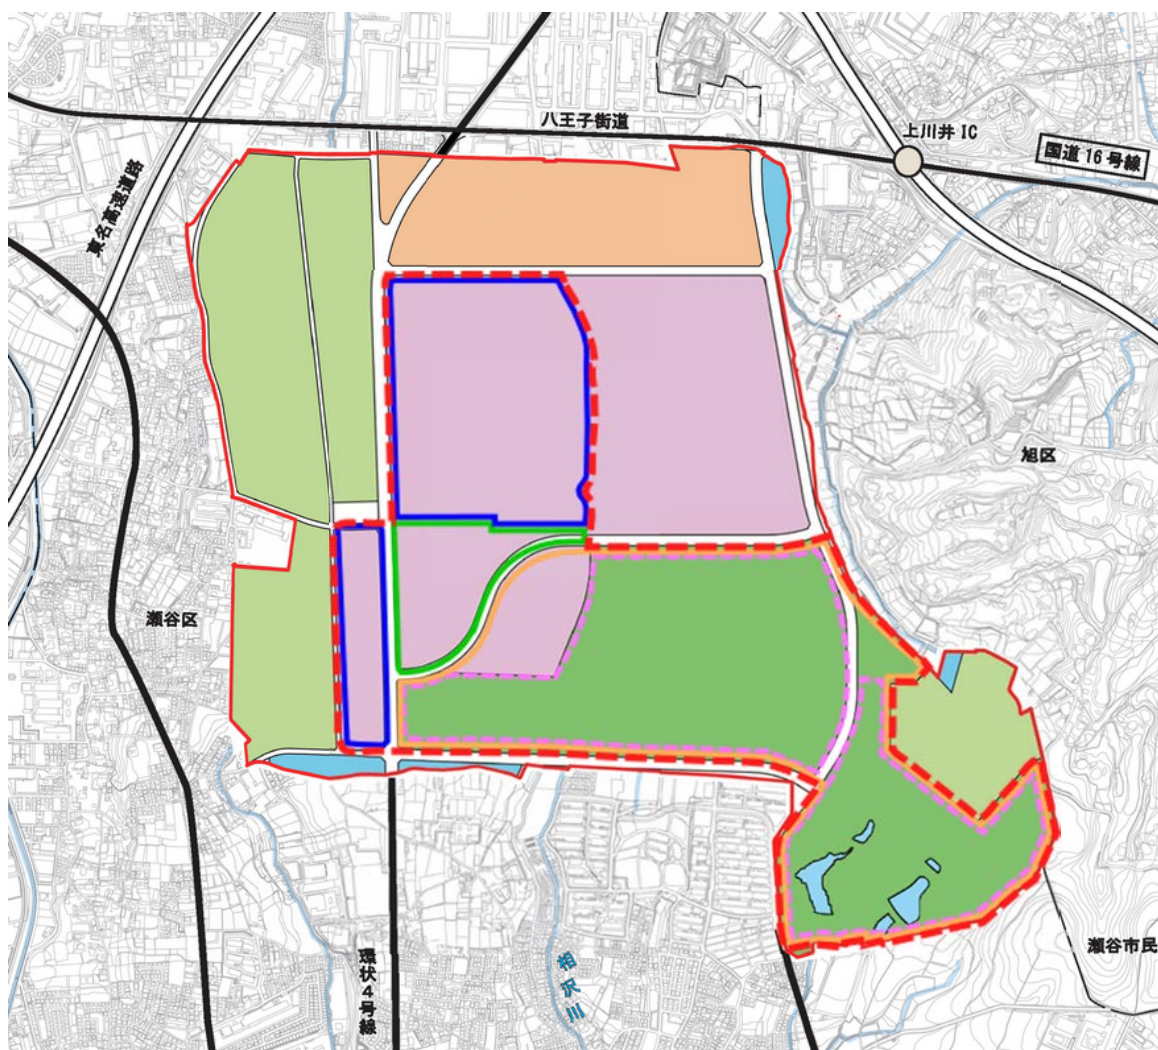 八王子街道
上川井 IC
国道 16 号線
東名高速道路
旭区
瀬谷区
瀬谷市民
環状4号線
相沢川